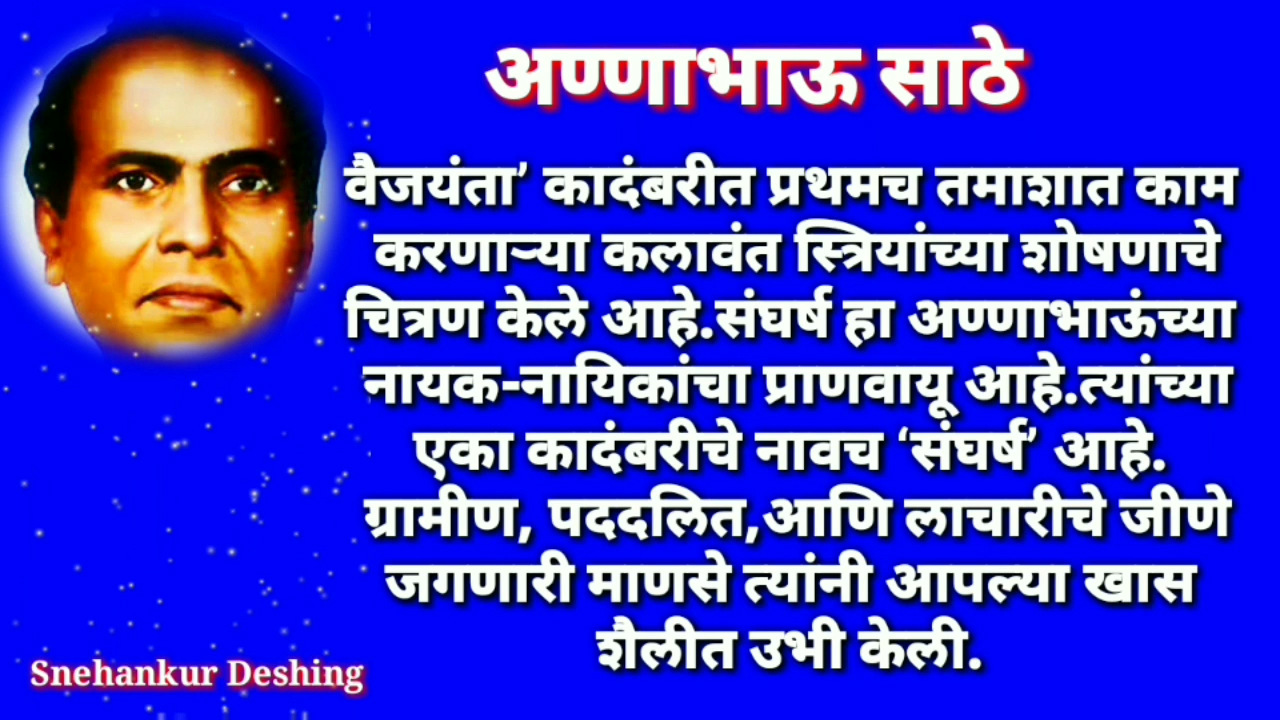 अण्णाभाऊ साठे
वैजयंता’ कादंबरीत प्रथमच तमाशात काम
करणाऱ्या कलावंत स्त्रियांच्या शोषणाचे
चित्रण केले आहे.संघर्ष हा अण्णाभाऊंच्या
नायक-नायिकांचा प्राणवायू आहे.त्यांच्या
एका कादंबरीचे नावच ‘संघर्ष’ आहे.
ग्रामीण, पददलित,आणि लाचारीचे जीणे
जगणारी माणसे त्यांनी आपल्या खास
शैलीत उभी केली.
Snehankur Deshing